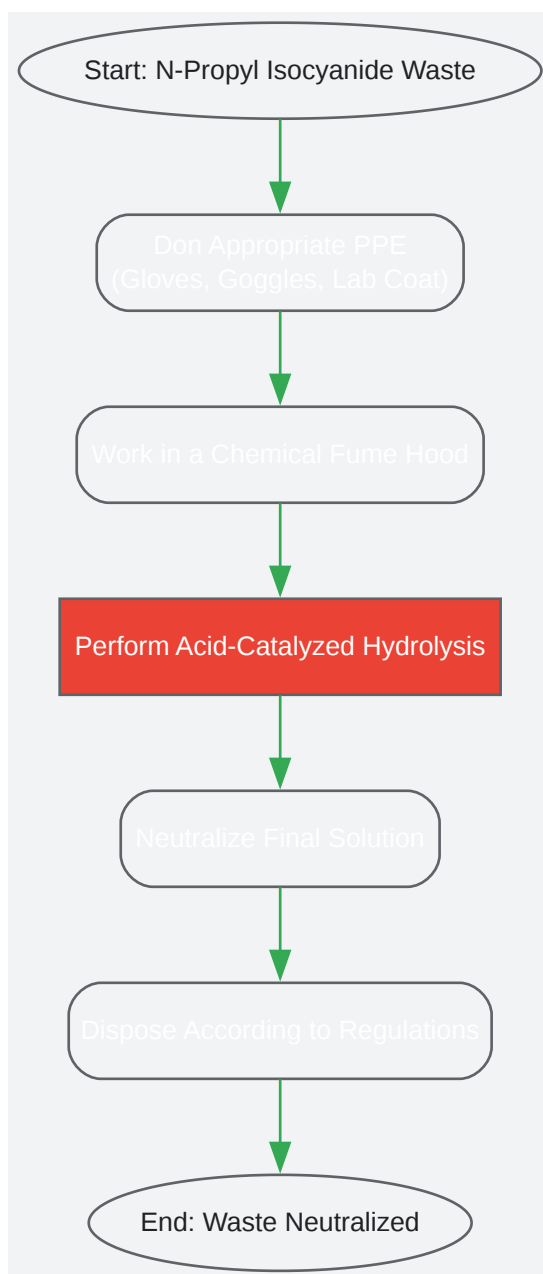 Start: N-Propyl Isocyanide Waste
Don Appropriate PPE
(Gloves, Goggles, Lab Coat)
Work in a Chemical Fume Hood
Perform Acid-Catalyzed Hydrolysis
Neutralize Final Solution
Dispose According to Regulations
End: Waste Neutralized